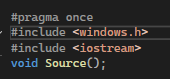 #pragma once
#include <windows.h>
#include <iostream>
void Source();